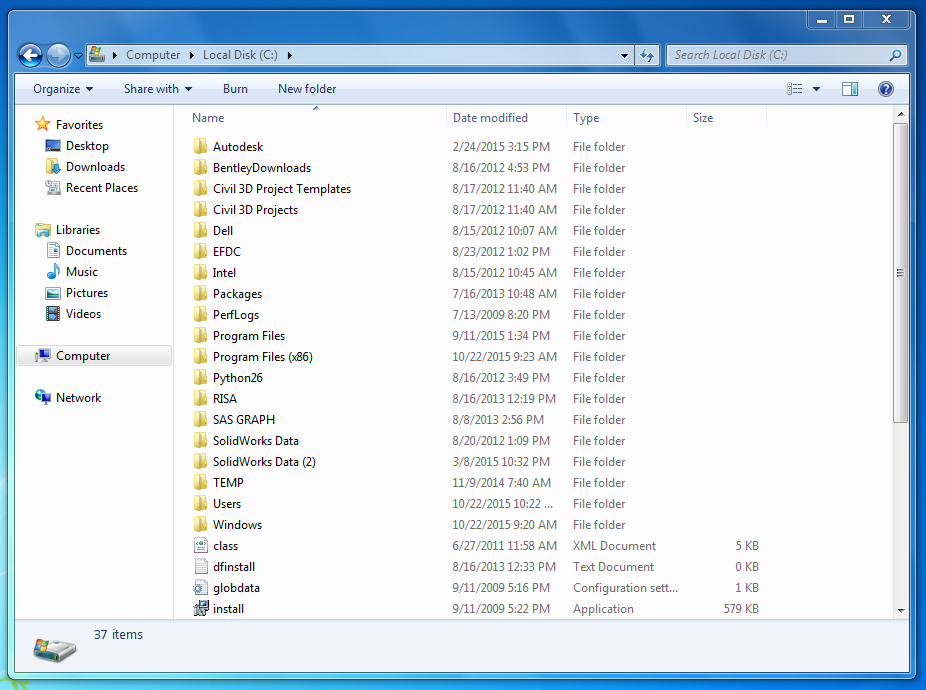 Computer Local Disk (C:) Search Local Disk (C:)
Organize Share with Burn New folder
Favorites
Desktop
Downloads
Recent Places
Libraries
Documents
Music
Pictures
Videos
Computer
Network
Name Date modified Type Size
Autodesk 2/24/2015 3:15 PM File folder
BentleyDownloads 8/16/2012 4:53 PM File folder
Civil 3D Project Templates 8/17/2012 11:40 AM File folder
Civil 3D Projects 8/17/2012 11:40 AM File folder
Dell 8/15/2012 10:07 AM File folder
EFDC 8/23/2012 1:02 PM File folder
Intel 8/15/2012 10:45 AM File folder
Packages 7/16/2013 10:48 AM File folder
PerfLogs 7/13/2009 8:20 PM File folder
Program Files 9/11/2015 1:34 PM File folder
Program Files (x86) 10/22/2015 9:23 AM File folder
Python26 8/16/2012 3:49 PM File folder
RISA 8/16/2013 12:19 PM File folder
SAS GRAPH 8/8/2013 2:56 PM File folder
SolidWorks Data 8/20/2012 1:09 PM File folder
SolidWorks Data (2) 3/8/2015 10:32 PM File folder
TEMP 11/9/2014 7:40 AM File folder
Users 10/22/2015 10:22 ... File folder
Windows 10/22/2015 9:20 AM File folder
class 6/27/2011 11:58 AM XML Document 5 KB
dfinstall 8/16/2013 12:33 PM Text Document 0 KB
globdata 9/11/2009 5:16 PM Configuration sett... 1 KB
install 9/11/2009 5:22 PM Application 579 KB
37 items